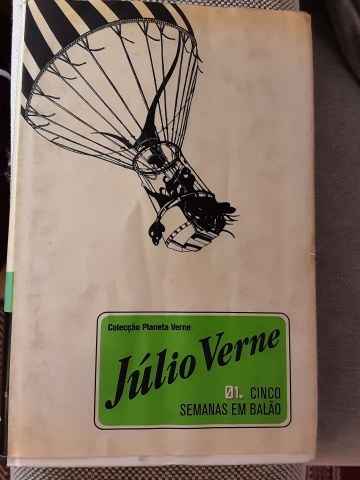 Colecção Planeta Verne
Júlio Verne
01. CINCO
SEMANAS EM BALÃO